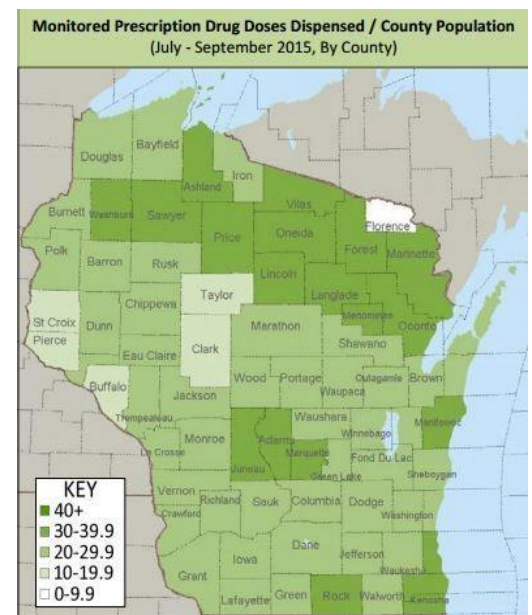 Monitored Prescription Drug Doses Dispensed / County Population
(July - September 2015, By County)
Douglas
Bayfield
Iron
Ashland
Vilas
Florence
Burnett
Washburn
Sawyer
Price
Oneida
Forest
Marinette
Polk
Barron
Rusk
Lincoln
Langlade
Taylor
Chippewa
Menominee
Oconto
St Croix
Dunn
Marathon
Pierce
Clark
Shawano
Eau Claire
Buffalo
Wood
Portage
Outagamie
Brown
Jackson
Waupaca
Trempealeau
Waushara
Manitowoc
Monroe
Adams
Winnebago
La Crosse
Marquette
Fond Du Lac
Juneau
Green Lake
Sheboygan
Vernon
Richland
Sauk
Columbia
Dodge
Crawford
Washington
Dane
Iowa
Jefferson
Waukesha
Grant
Lafayette
Green
Rock
Walworth
Kenosha
KEY
40+
30-39.9
20-29.9
10-19.9
0-9.9